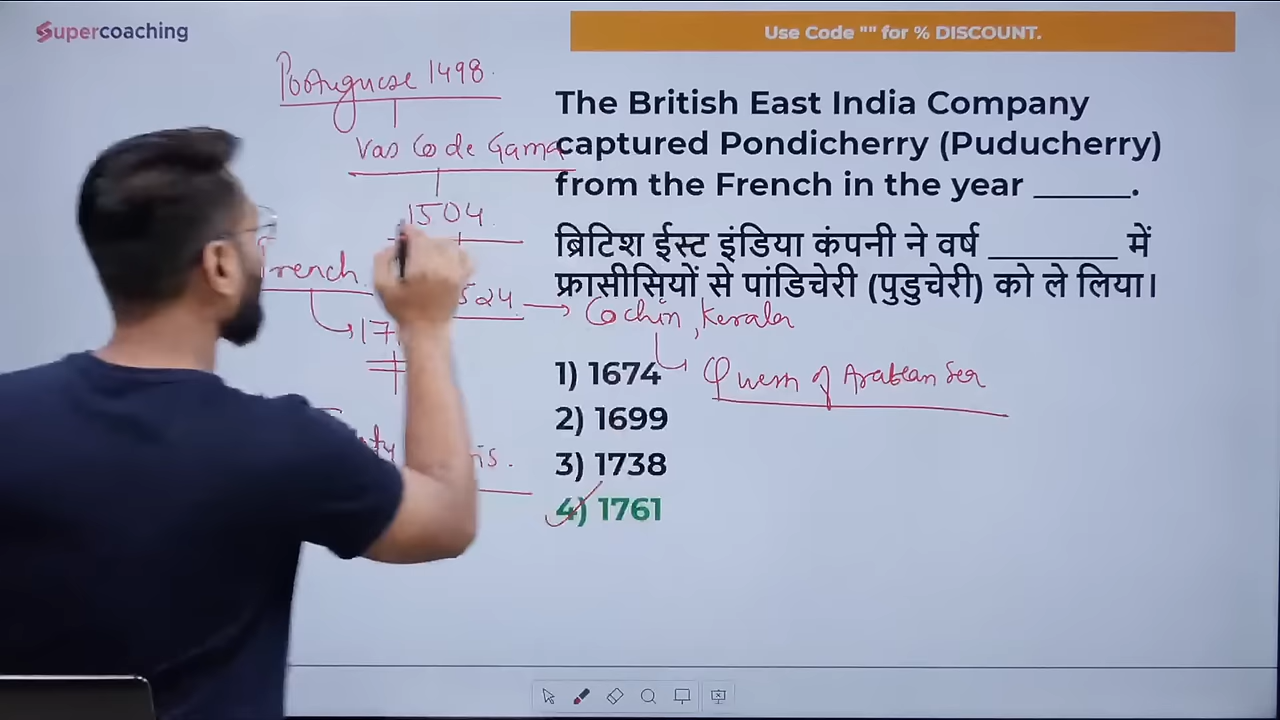 Supercoaching
Use Code "" for % DISCOUNT.
Portuguese 1498.
Vas Co de Gama
1504
French
524 → Cochin, Kerala
17
Queen of Arabean Sea
The British East India Company
captured Pondicherry (Puducherry)
from the French in the year ______.
ब्रिटिश ईस्ट इंडिया कंपनी ने वर्ष ________ में
फ्रासीसियों से पांडिचेरी (पुडुचेरी) को ले लिया।
1) 1674
2) 1699
3) 1738
4) 1761